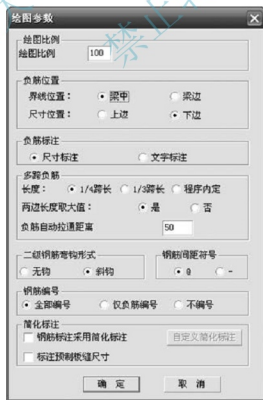 绘图参数
绘图比例
绘图比例 100
负筋位置
界线位置： 梁中 梁边
尺寸位置： 上边 下边
负筋标注
尺寸标注 文字标注
多跨负筋
长度： 1/4跨长 1/3跨长 程序内定
两边长度取大值： 是 否
负筋自动拉通距离 50
二级钢筋弯钩形式 钢筋间距符号
无钩 斜钩 @ -
钢筋编号
全部编号 仅负筋编号 不编号
简化标注
钢筋标注采用简化标注 自定义简化标注
标注预制板缝尺寸
确 定 取 消